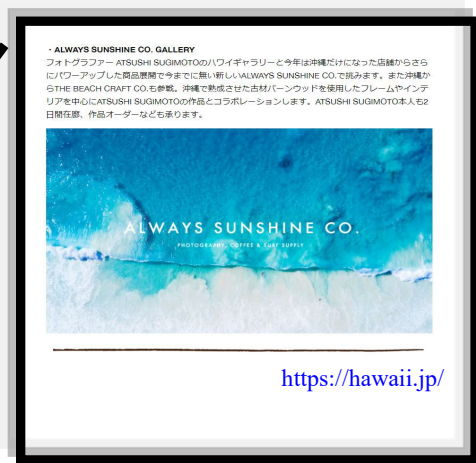 ・ALWAYS SUNSHINE CO. GALLERY
フォトグラファー ATSUSHI SUGIMOTOのハワイギャラリーと今年は沖縄だけになった店舗からさら
にパワーアップした商品展開で今までに無い新しいALWAYS SUNSHINE CO.で挑みます。また沖縄か
らTHE BEACH CRAFT CO.も参戦。沖縄で熟成させた古材バーンウッドを使用したフレームやインテ
リアを中心にATSUSHI SUGIMOTOの作品とコラボレーションします。ATSUSHI SUGIMOTO本人も2
日間在廊、作品オーダーなども承ります。
ALWAYS SUNSHINE CO.
PHOTOGRAPHY, COFFEE & SURF SUPPLY
https://hawaii.jp/